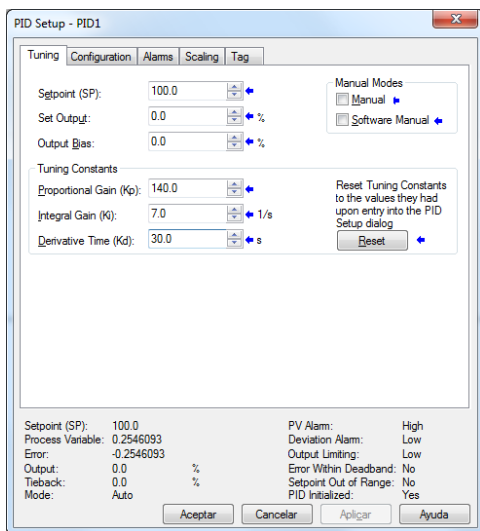 PID Setup - PID1
Tuning Configuration Alarms Scaling Tag
Setpoint (SP): 100.0
Set Output: 0.0 %
Output Bias: 0.0 %
Manual Modes
Manual
Software Manual
Tuning Constants
Proportional Gain (Kp): 140.0
Integral Gain (Ki): 7.0 1/s
Derivative Time (Kd): 30.0 s
Reset Tuning Constants
to the values they had
upon entry into the PID
Setup dialog
Reset
Setpoint (SP): 100.0
Process Variable: 0.2546093
Error: -0.2546093
Output: 0.0 %
Tieback: 0.0 %
Mode: Auto
PV Alarm: High
Deviation Alarm: Low
Output Limiting: Low
Error Within Deadband: No
Setpoint Out of Range: No
PID Initialized: Yes
Aceptar Cancelar Aplicar Ayuda